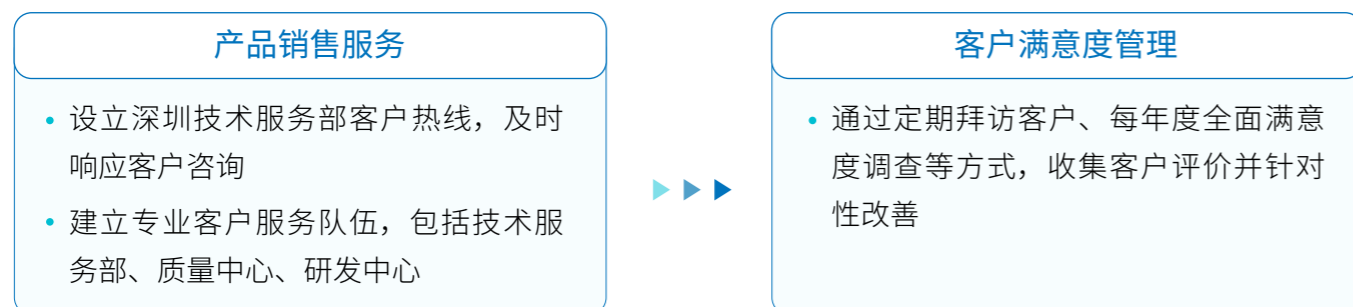 产品销售服务
• 设立深圳技术服务部客户热线，及时
响应客户咨询
• 建立专业客户服务队伍，包括技术服
务部、质量中心、研发中心
客户满意度管理
• 通过定期拜访客户、每年度全面满意
度调查等方式，收集客户评价并针对
性改善